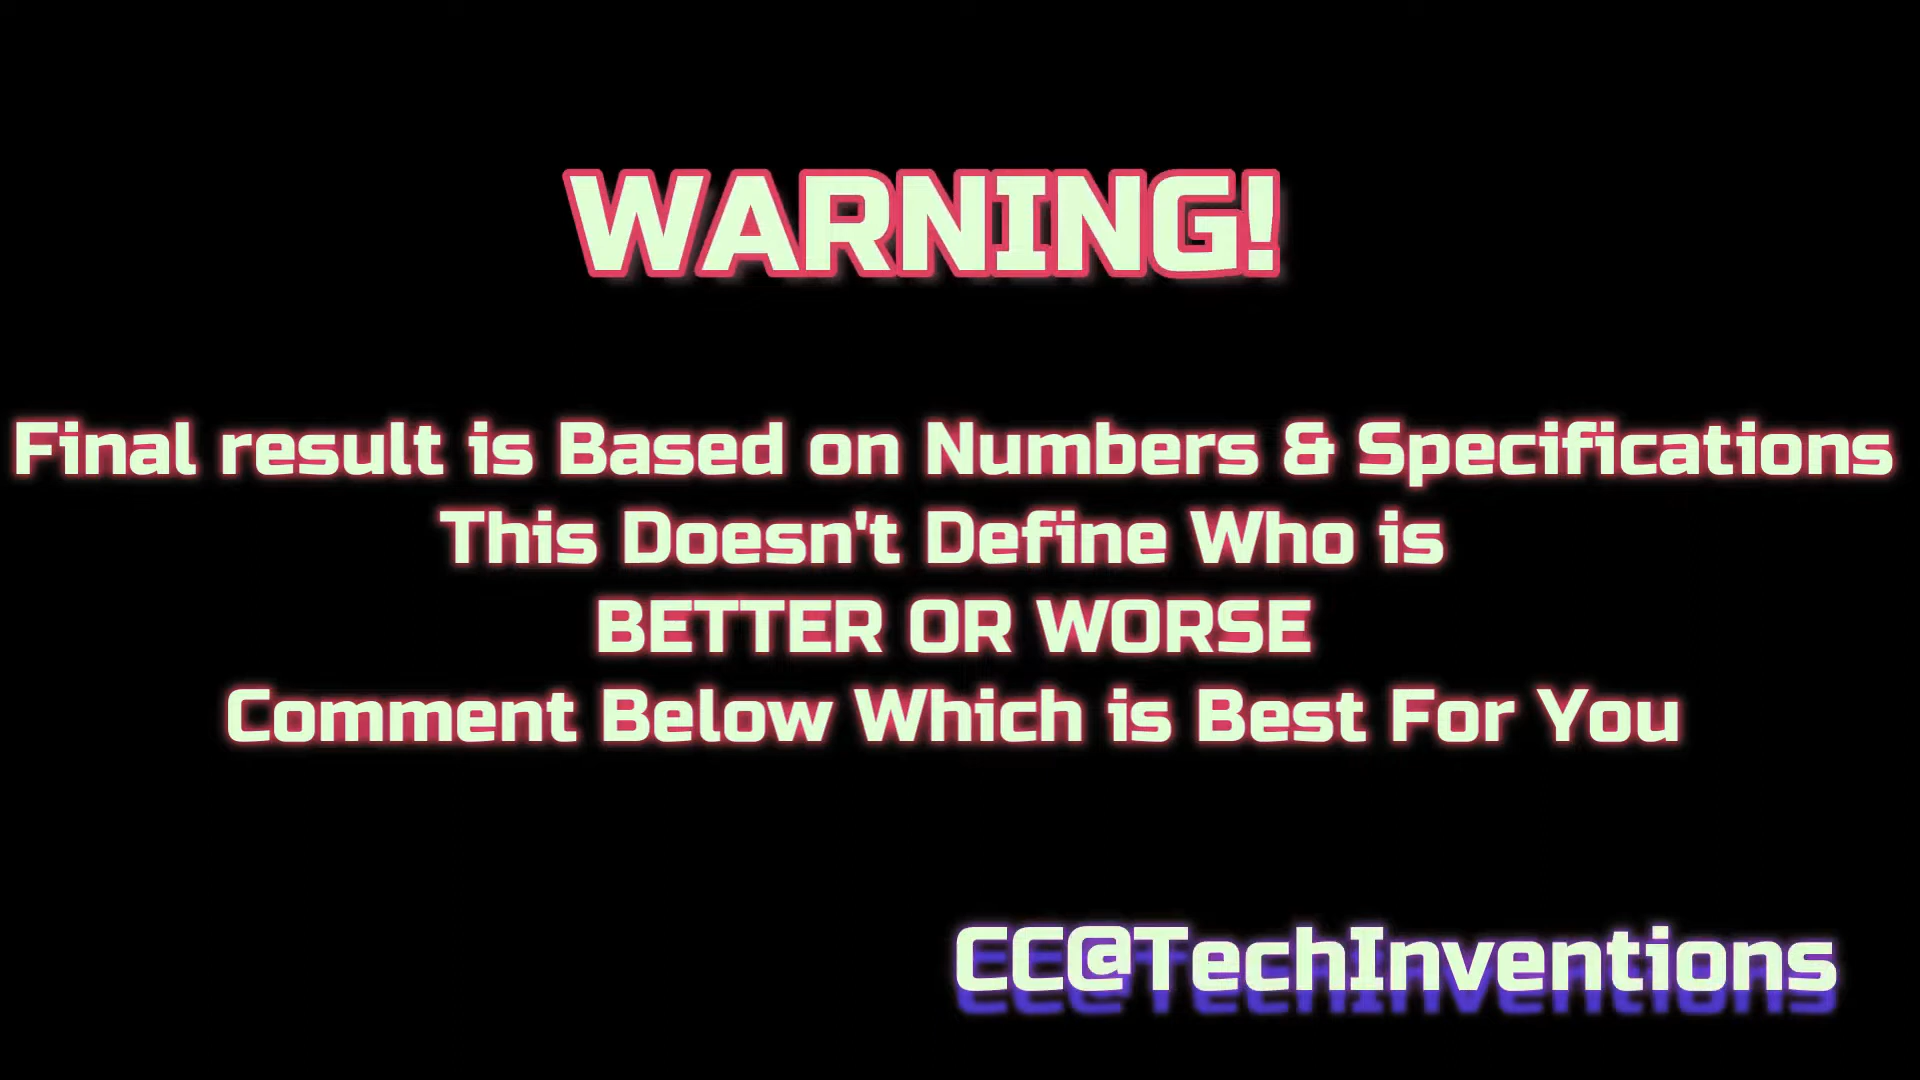 WARNING!
Final result is Based on Numbers & Specifications
This Doesn't Define Who is
BETTER OR WORSE
Comment Below Which is Best For You
CC@TechInventions